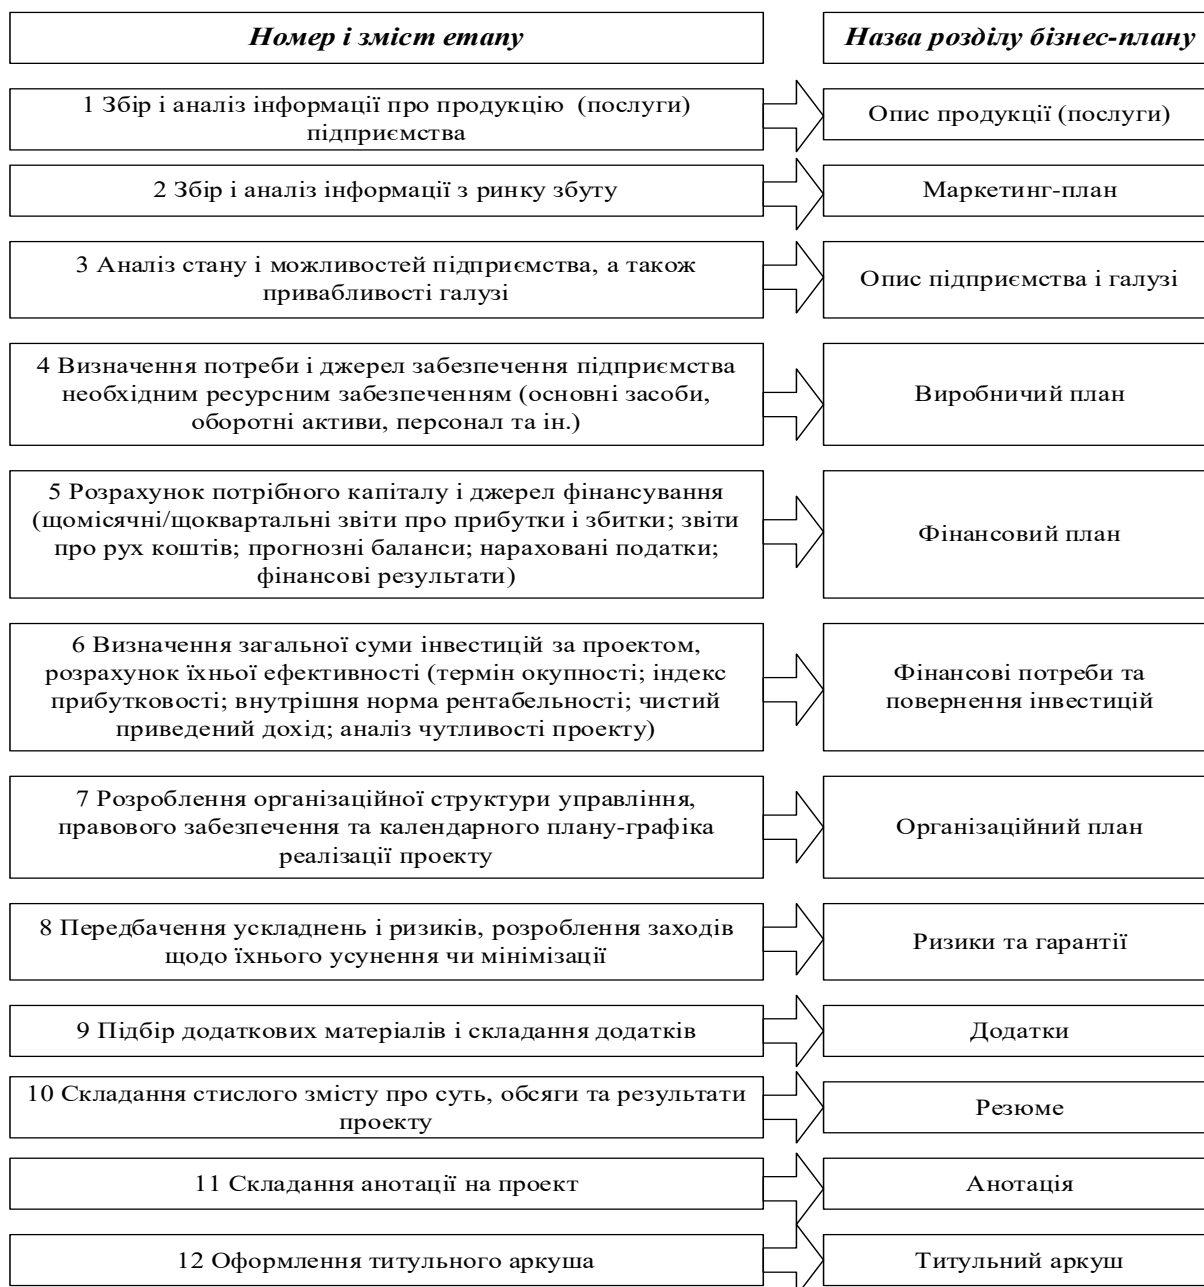 Номер і зміст етапу
Назва розділу бізнес-плану
1 Збір і аналіз інформації про продукцію (послуги)
підприємства
Опис продукції (послуги)
2 Збір і аналіз інформації з ринку збуту
Маркетинг-план
3 Аналіз стану і можливостей підприємства, а також
привабливості галузі
Опис підприємства і галузі
4 Визначення потреби і джерел забезпечення підприємства
необхідним ресурсним забезпеченням (основні засоби,
оборотні активи, персонал та ін.)
Виробничий план
5 Розрахунок потрібного капіталу і джерел фінансування
(щомісячні/щоквартальні звіти про прибутки і збитки; звіти
про рух коштів; прогнозні баланси; нараховані податки;
фінансові результати)
Фінансовий план
6 Визначення загальної суми інвестицій за проектом,
розрахунок їхньої ефективності (термін окупності; індекс
прибутковості; внутрішня норма рентабельності; чистий
приведений дохід; аналіз чутливості проекту)
Фінансові потреби та
повернення інвестицій
7 Розроблення організаційної структури управління,
правового забезпечення та календарного плану-графіка
реалізації проекту
Організаційний план
8 Передбачення ускладнень і ризиків, розроблення заходів
щодо їхнього усунення чи мінімізації
Ризики та гарантії
9 Підбір додаткових матеріалів і складання додатків
Додатки
10 Складання стислого змісту про суть, обсяги та результати
проекту
Резюме
11 Складання анотації на проект
Анотація
12 Оформлення титульного аркуша
Титульний аркуш